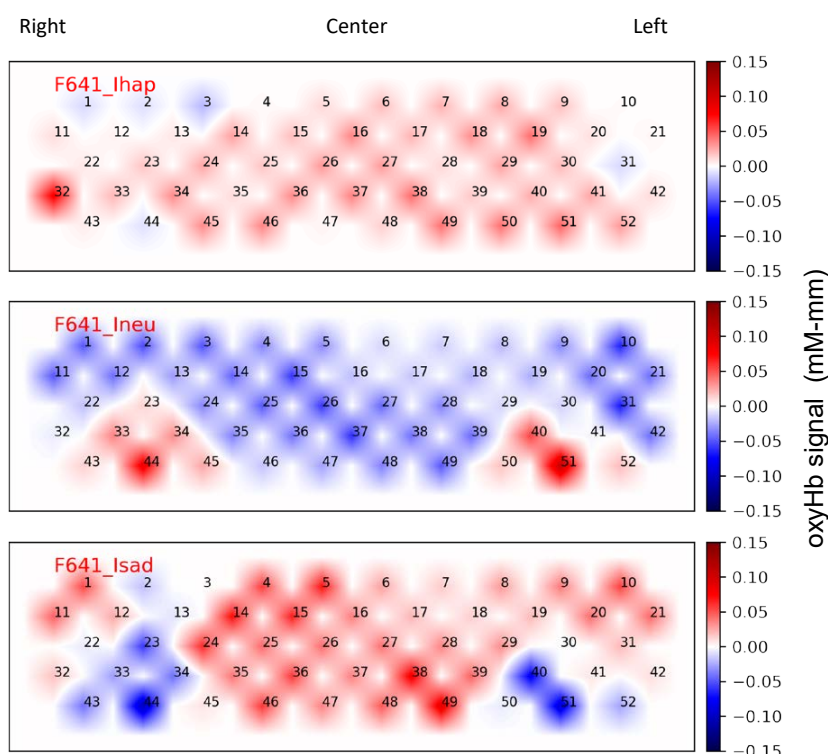 Right Center Left
F641_Ihap
1 2 3 4 5 6 7 8 9 10
11 12 13 14 15 16 17 18 19 20 21
22 23 24 25 26 27 28 29 30 31
32 33 34 35 36 37 38 39 40 41 42
43 44 45 46 47 48 49 50 51 52
0.15
0.10
0.05
0.00
−0.05
−0.10
−0.15
F641_Ineu
1 2 3 4 5 6 7 8 9 10
11 12 13 14 15 16 17 18 19 20 21
22 23 24 25 26 27 28 29 30 31
32 33 34 35 36 37 38 39 40 41 42
43 44 45 46 47 48 49 50 51 52
0.15
0.10
0.05
0.00
−0.05
−0.10
−0.15
F641_Isad
1 2 3 4 5 6 7 8 9 10
11 12 13 14 15 16 17 18 19 20 21
22 23 24 25 26 27 28 29 30 31
32 33 34 35 36 37 38 39 40 41 42
43 44 45 46 47 48 49 50 51 52
0.15
0.10
0.05
0.00
−0.05
−0.10
−0.15
oxyHb signal (mM-mm)